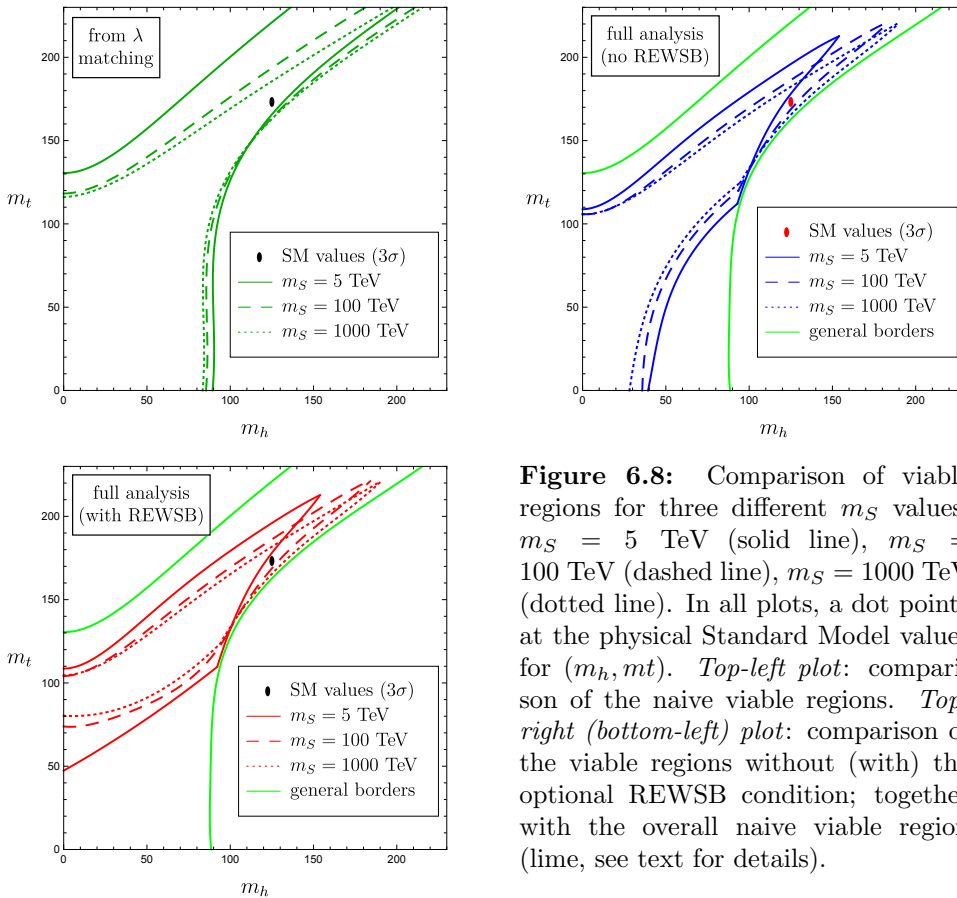 from λ
matching
m_t
200
150
100
50
0
0
50
100
150
200
m_h
SM values (3σ)
m_S = 5 TeV
m_S = 100 TeV
m_S = 1000 TeV
full analysis
(no REWSB)
m_t
200
150
100
50
0
0
50
100
150
200
m_h
SM values (3σ)
m_S = 5 TeV
m_S = 100 TeV
m_S = 1000 TeV
general borders
full analysis
(with REWSB)
m_t
200
150
100
50
0
0
50
100
150
200
m_h
SM values (3σ)
m_S = 5 TeV
m_S = 100 TeV
m_S = 1000 TeV
general borders
Figure 6.8: Comparison of viabl
regions for three different m_S values
m_S = 5 TeV (solid line), m_S =
100 TeV (dashed line), m_S = 1000 TeV
(dotted line). In all plots, a dot point
at the physical Standard Model value
for (m_h, mt). Top-left plot: compari
son of the naive viable regions. Top
right (bottom-left) plot: comparison o
the viable regions without (with) th
optional REWSB condition; togethe
with the overall naive viable region
(lime, see text for details).